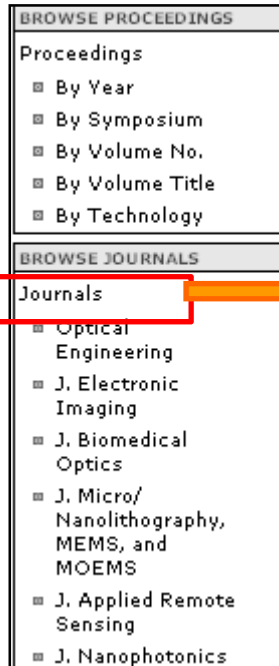 BROWSE PROCEEDINGS
Proceedings
By Year
By Symposium
By Volume No.
By Volume Title
By Technology
BROWSE JOURNALS
Journals
Optical
Engineering
J. Electronic
Imaging
J. Biomedical
Optics
J. Micro/
Nanolithography,
MEMS, and
MOEMS
J. Applied Remote
Sensing
J. Nanophotonics